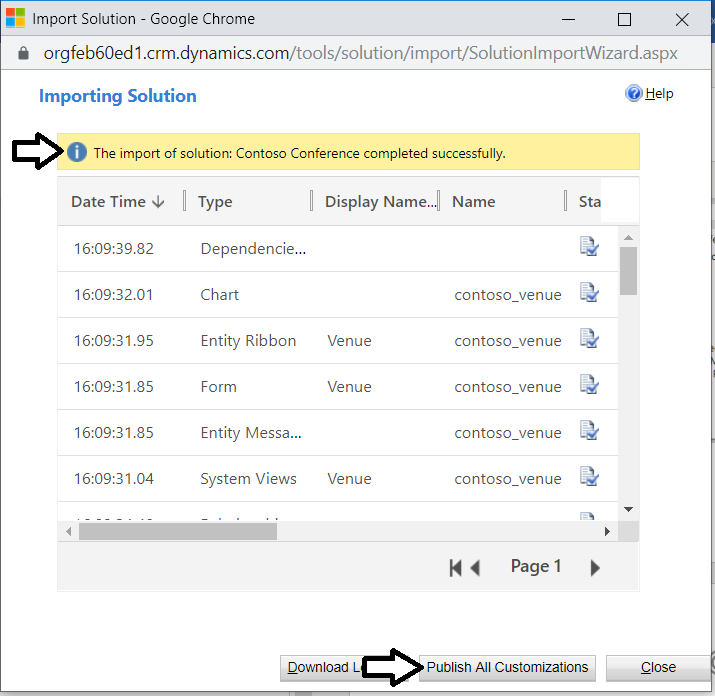 Import Solution - Google Chrome
orgfeb60ed1.crm.dynamics.com/tools/solution/import/SolutionImportWizard.aspx
Importing Solution
Help
The import of solution: Contoso Conference completed successfully.
Date Time Type Display Name... Name Sta
16:09:39.82 Dependencie...
16:09:32.01 Chart contoso_venue
16:09:31.95 Entity Ribbon Venue contoso_venue
16:09:31.85 Form Venue contoso_venue
16:09:31.85 Entity Messa... contoso_venue
16:09:31.04 System Views Venue contoso_venue
Page 1
Download Publish All Customizations Close